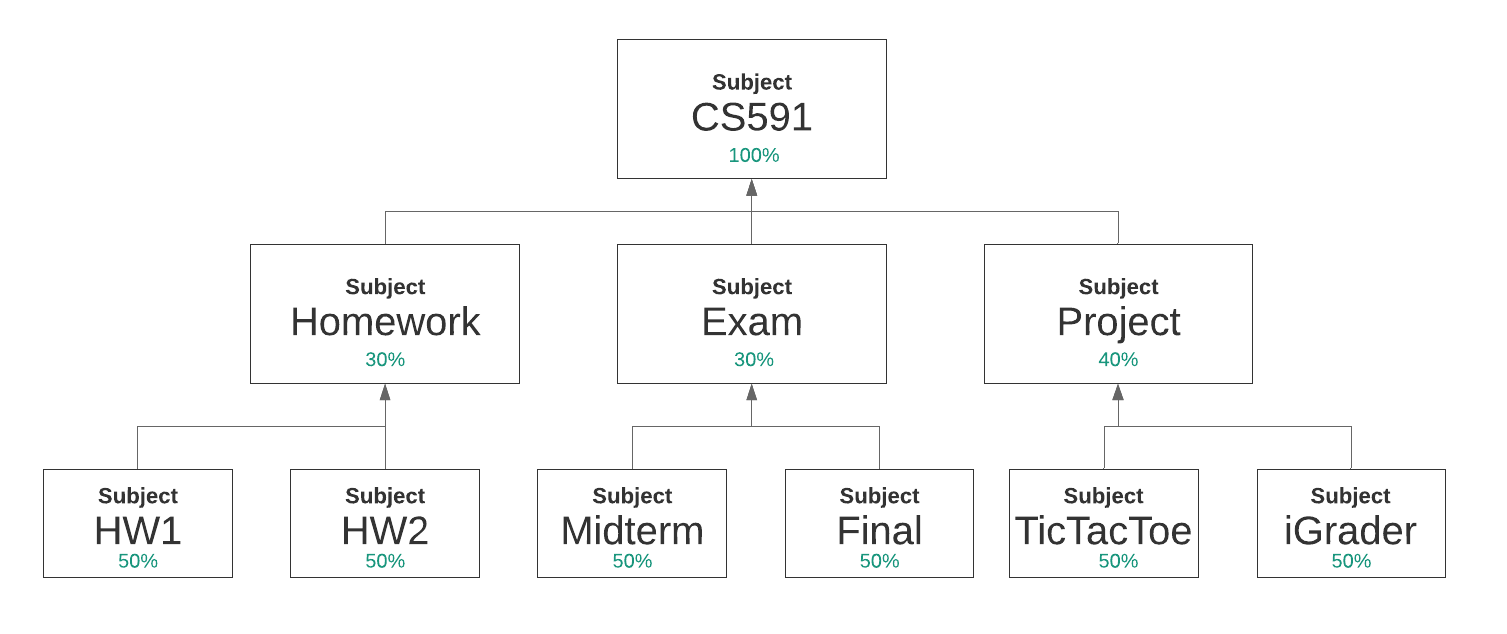 Subject
CS591
100%
Subject
Homework
30%
Subject
Exam
30%
Subject
Project
40%
Subject
HW1
50%
Subject
HW2
50%
Subject
Midterm
50%
Subject
Final
50%
Subject
TicTacToe
50%
Subject
iGrader
50%